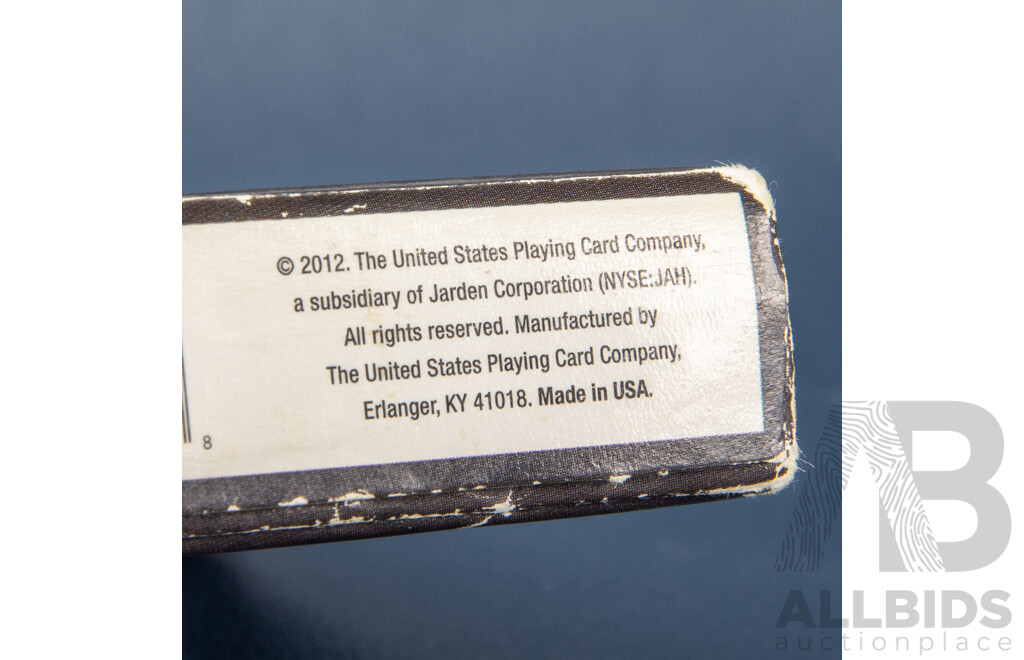 © 2012. The United States Playing Card Company,
a subsidiary of Jarden Corporation (NYSE:JAH).
All rights reserved. Manufactured by
The United States Playing Card Company,
Erlanger, KY 41018. Made in USA.
8
AB
ALLBIDS
auctionplace